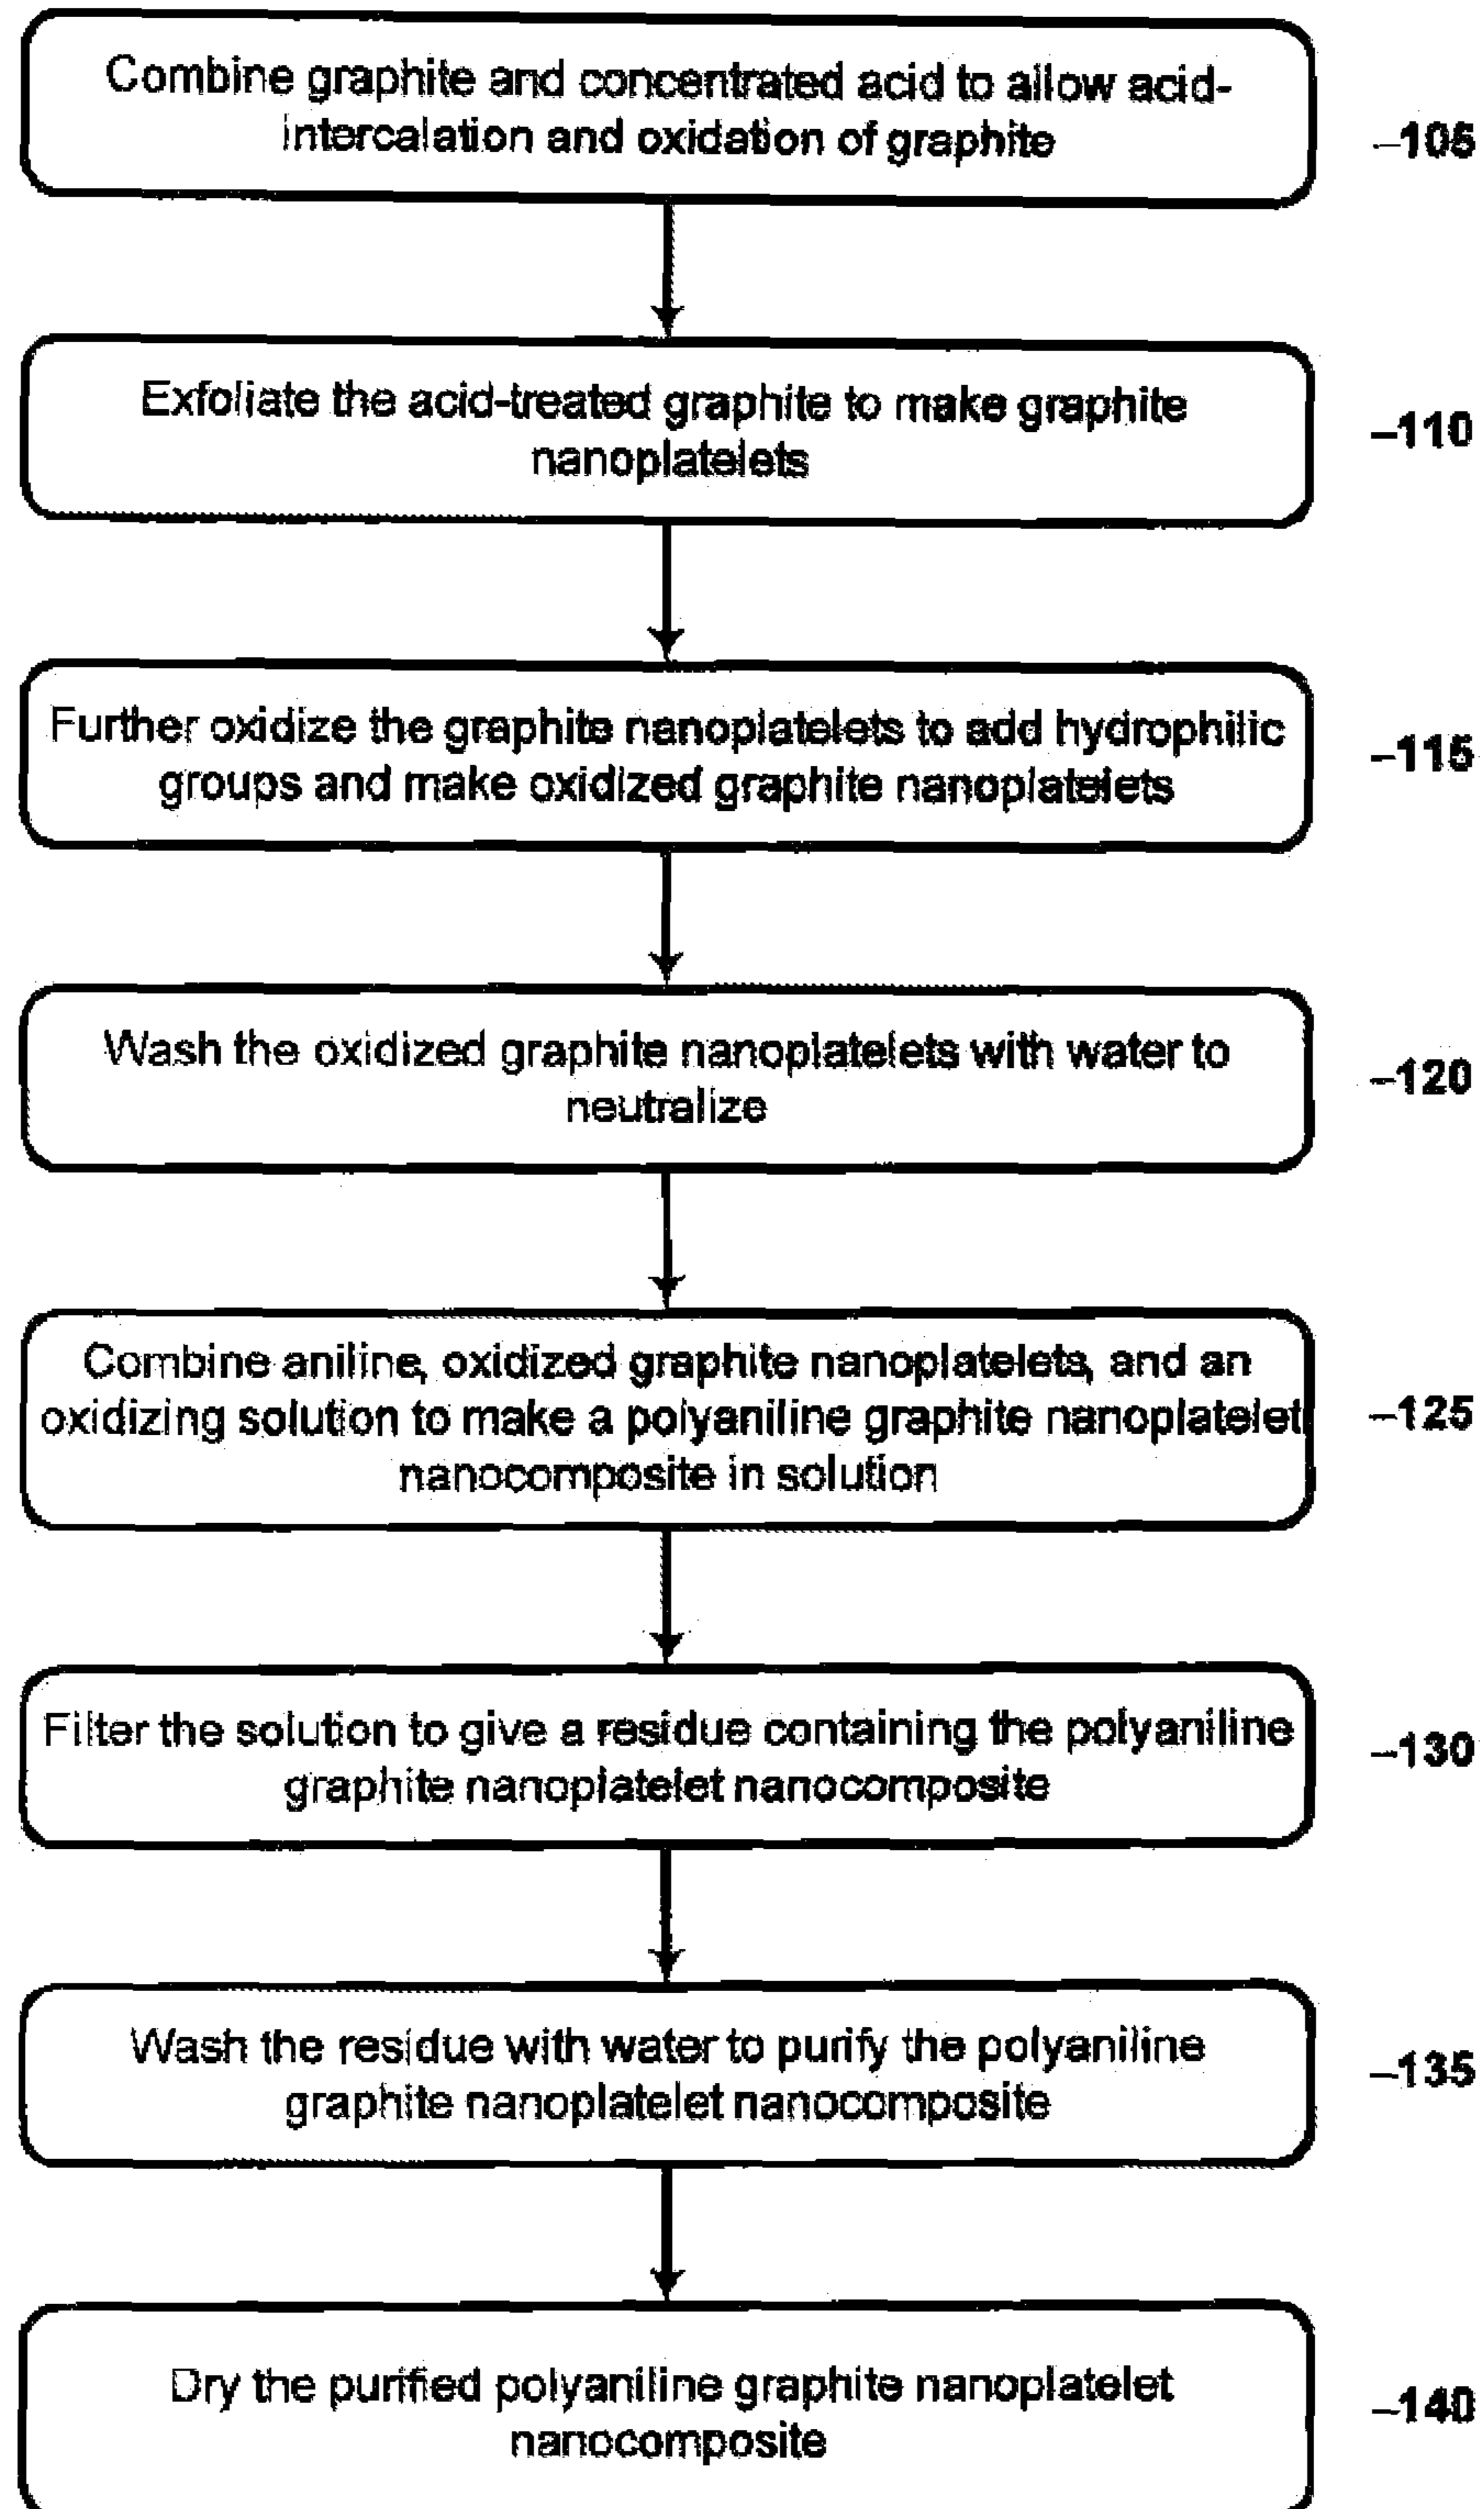 Combine graphite and concentrated acid to allow acid-
intercalation and oxidation of graphite
–105
Exfoliate the acid-treated graphite to make graphite
nanoplatelets
–110
Further oxidize the graphite nanoplatelets to add hydrophilic
groups and make oxidized graphite nanoplatelets
–115
Wash the oxidized graphite nanoplatelets with water to
neutralize
–120
Combine aniline, oxidized graphite nanoplatelets, and an
oxidizing solution to make a polyaniline graphite nanoplatelet
nanocomposite in solution
–125
Filter the solution to give a residue containing the polyaniline
graphite nanoplatelet nanocomposite
–130
Wash the residue with water to purify the polyaniline
graphite nanoplatelet nanocomposite
–135
Dry the purified polyaniline graphite nanoplatelet
nanocomposite
–140